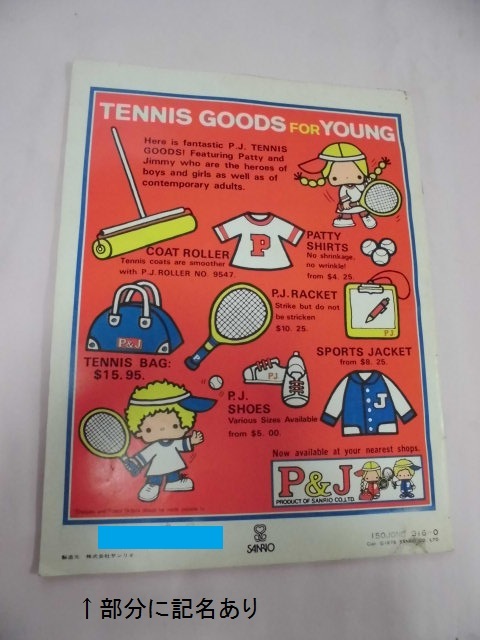 TENNIS GOODS FOR YOUNG
Here is fantastic P.J. TENNIS
GOODS! Featuring Patty and
Jimmy who are the heroes of
boys and girls as well as of
contemporary adults.
P
COAT ROLLER
Tennis coats are smoother
with P.J. ROLLER NO. 9547.
PATTY
SHIRTS
No shrinkage,
no wrinkle!
from $4. 25.
P&J
TENNIS BAG:
$15. 95.
P.J. RACKET
Strike but do not
be stricken
$10. 25.
PJ
SPORTS JACKET
from $8. 25.
J
PJ
P.J.
SHOES
Various Sizes Available
from $5. 00.
Now available at your nearest shops.
P&J
PRODUCT OF SANRIO CO.,LTD.
SANRIO
製造元 株式会社サンリオ
↑部分に記名あり